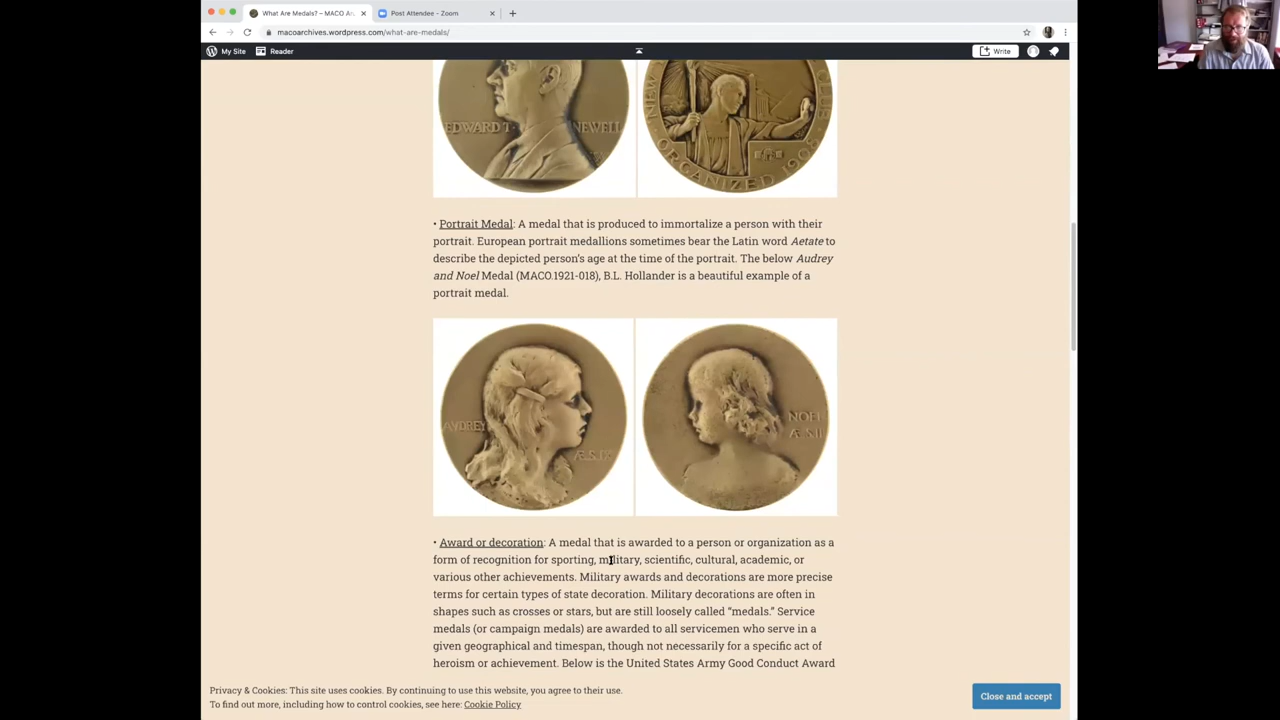 What Are Medals? – MACO Ar
Post Attendee - Zoom
macoarchives.wordpress.com/what-are-medals/
My Site
Reader
Write
EDWARD T· NEWELL
NEW
ORGANIZED 1908
• Portrait Medal: A medal that is produced to immortalize a person with their
portrait. European portrait medallions sometimes bear the Latin word Aetate to
describe the depicted person's age at the time of the portrait. The below Audrey
and Noel Medal (MACO.1921-018), B.L. Hollander is a beautiful example of a
portrait medal.
AUDREY
NOEL
Æ.S.II
• Award or decoration: A medal that is awarded to a person or organization as a
form of recognition for sporting, military, scientific, cultural, academic, or
various other achievements. Military awards and decorations are more precise
terms for certain types of state decoration. Military decorations are often in
shapes such as crosses or stars, but are still loosely called “medals.” Service
medals (or campaign medals) are awarded to all servicemen who serve in a
given geographical and timespan, though not necessarily for a specific act of
heroism or achievement. Below is the United States Army Good Conduct Award
Privacy & Cookies: This site uses cookies. By continuing to use this website, you agree to their use.
To find out more, including how to control cookies, see here: Cookie Policy
Close and accept